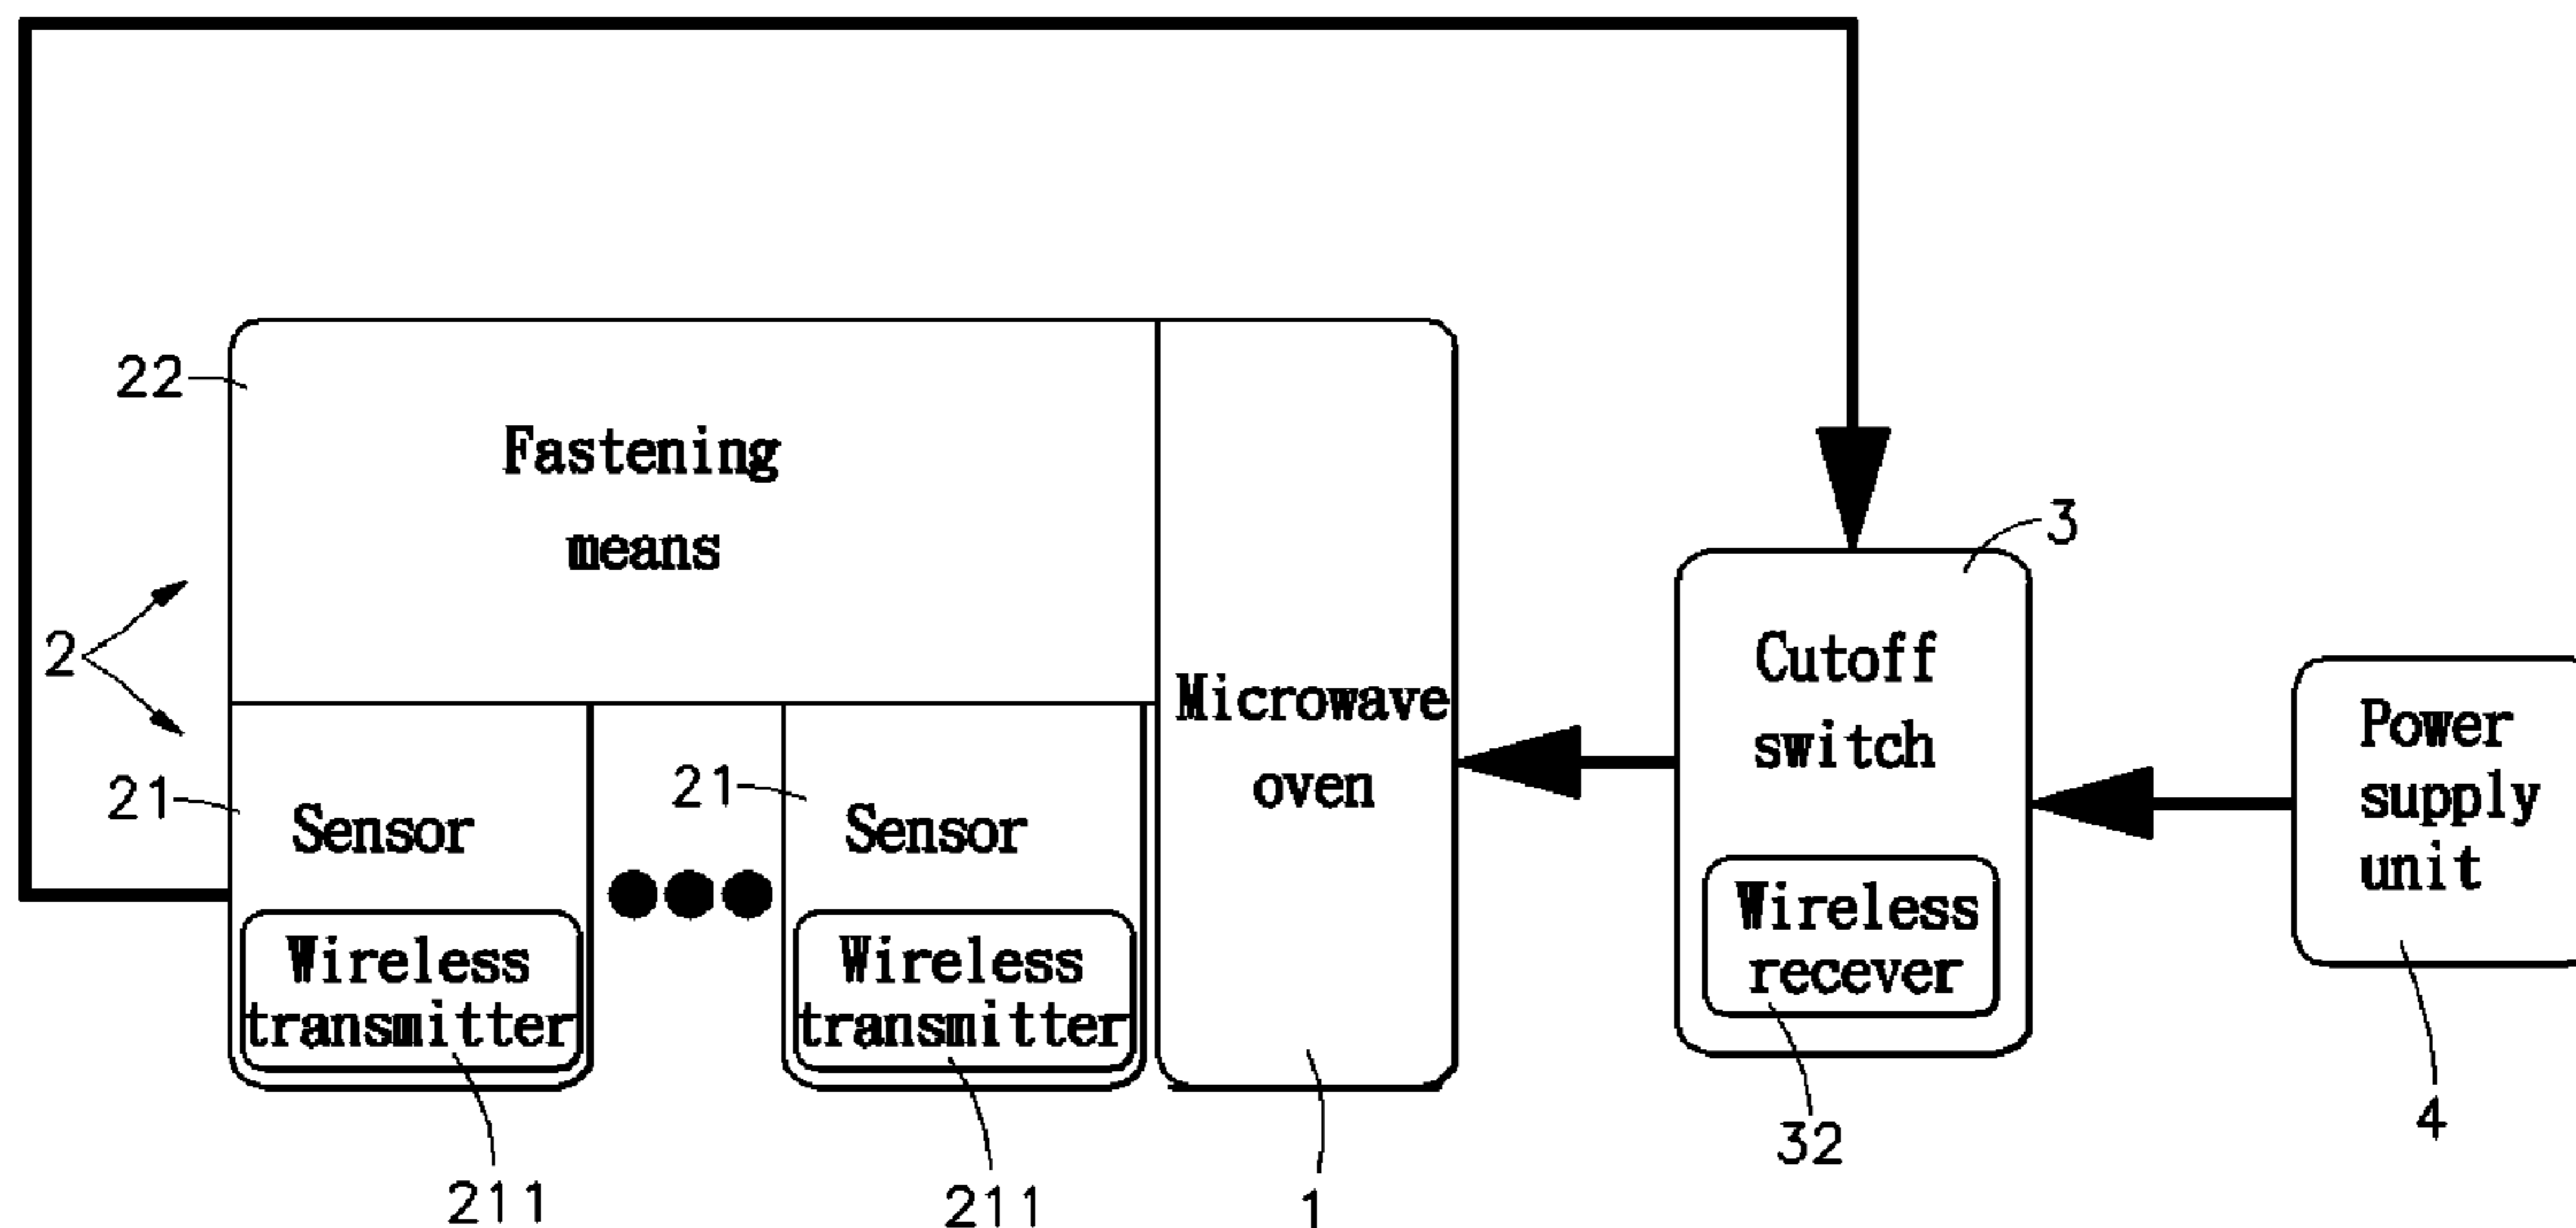 22
Fastening
means
2
21
Sensor
Wireless
transmitter
211
21
Sensor
Wireless
transmitter
211
Microwave
oven
1
3
Cutoff
switch
Wireless
recever
32
Power
supply
unit
4